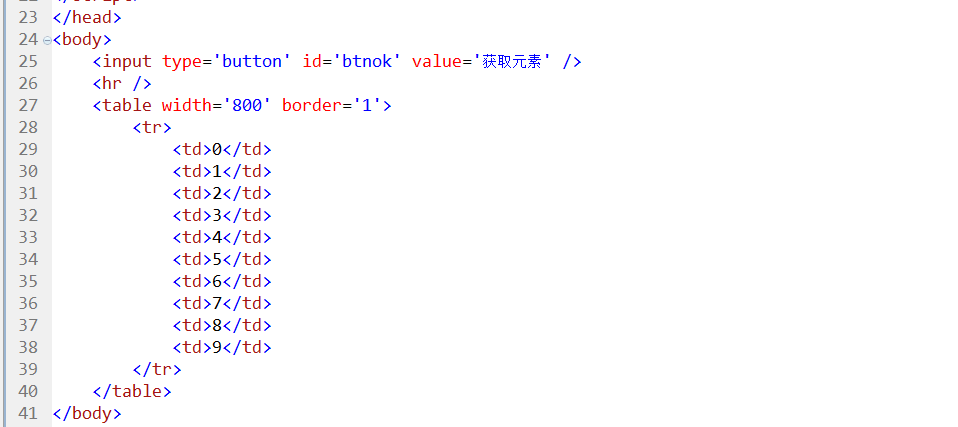 23 </head>
24 <body>
25     <input type='button' id='btnok' value='获取元素' />
26     <hr />
27     <table width='800' border='1'>
28         <tr>
29             <td>0</td>
30             <td>1</td>
31             <td>2</td>
32             <td>3</td>
33             <td>4</td>
34             <td>5</td>
35             <td>6</td>
36             <td>7</td>
37             <td>8</td>
38             <td>9</td>
39         </tr>
40     </table>
41 </body>